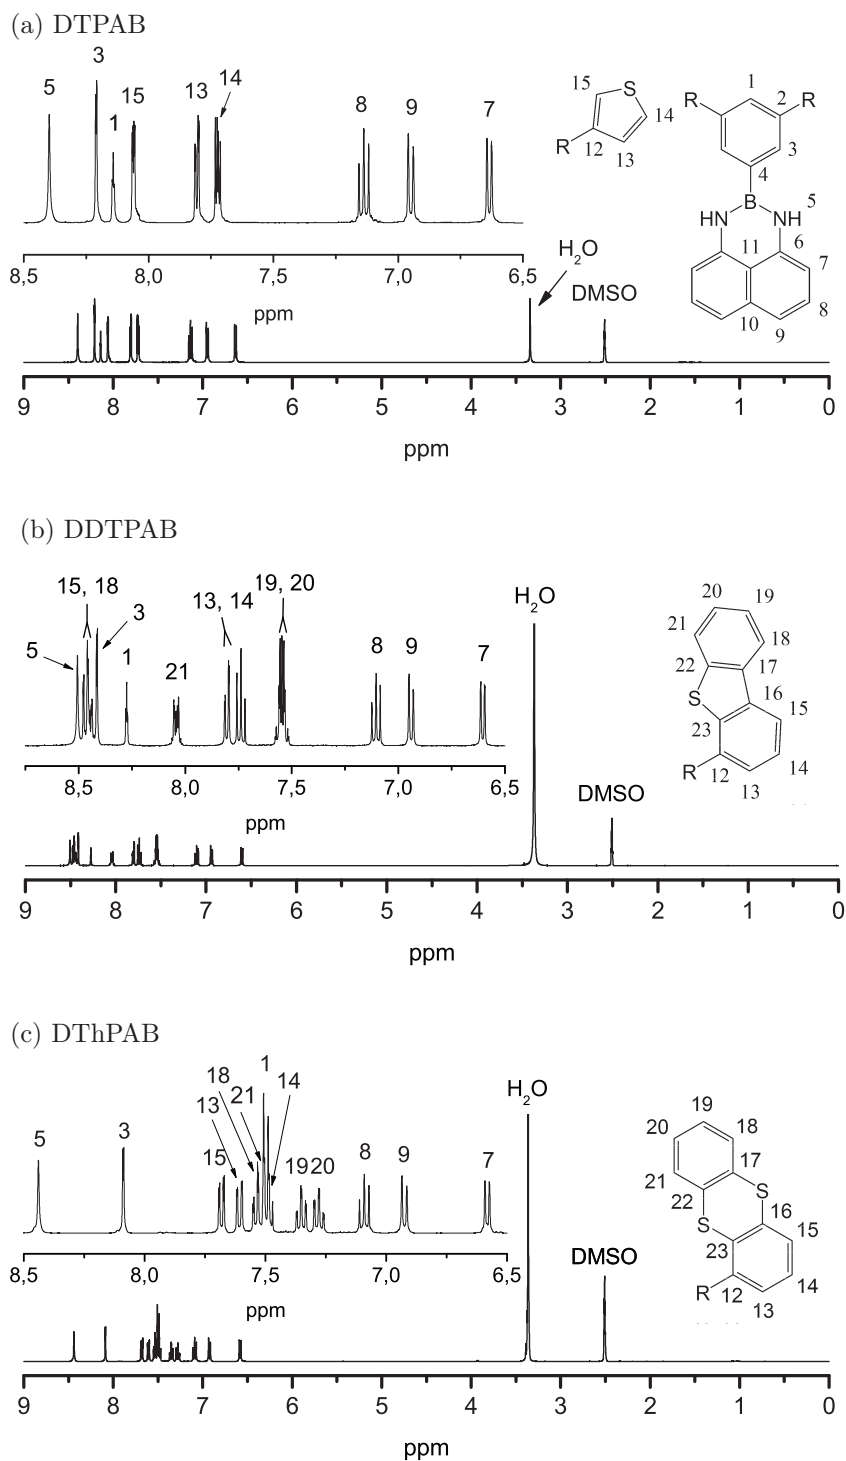 (a) DTPAB
5 3 1 15 13 14 8 9 7
8,5 8,0 7,5 7,0 6,5
ppm
H₂O
DMSO
9 8 7 6 5 4 3 2 1 0
ppm
15 S 14 R 12 13
1 R 2 R 3 4
B 5
HN NH
11 6 7
8
10 9
(b) DDTPAB
5 15, 18 3 1 21 13, 14 19, 20 8 9 7
8,5 8,0 7,5 7,0 6,5
ppm
H₂O
DMSO
9 8 7 6 5 4 3 2 1 0
ppm
20 19
21 18
22 17
S 16
23 15
R 12 14
13
(c) DThPAB
5 3 15 13 18 21 1 14 19 20 8 9 7
8,5 8,0 7,5 7,0 6,5
ppm
H₂O
DMSO
9 8 7 6 5 4 3 2 1 0
ppm
19
20 18
17
21 22 S
S 16
23 15
R 12 14
13